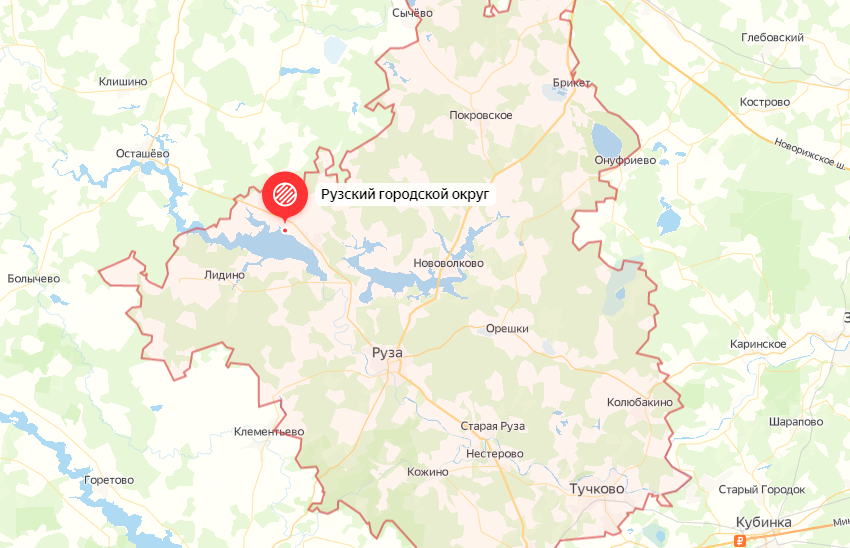 Сычёво
Глебовский
Клишино
Брикет
Кострово
Покровское
Новорижское ш.
Осташёво
Онуфриево
Рузский городской округ
Нововолково
Лидино
Болычево
Орешки
Каринское
Руза
Колюбакино
Шарапово
Старая Руза
Клементьево
Нестерово
Кожино
Горетово
Тучково
Старый Городок
Кубинка